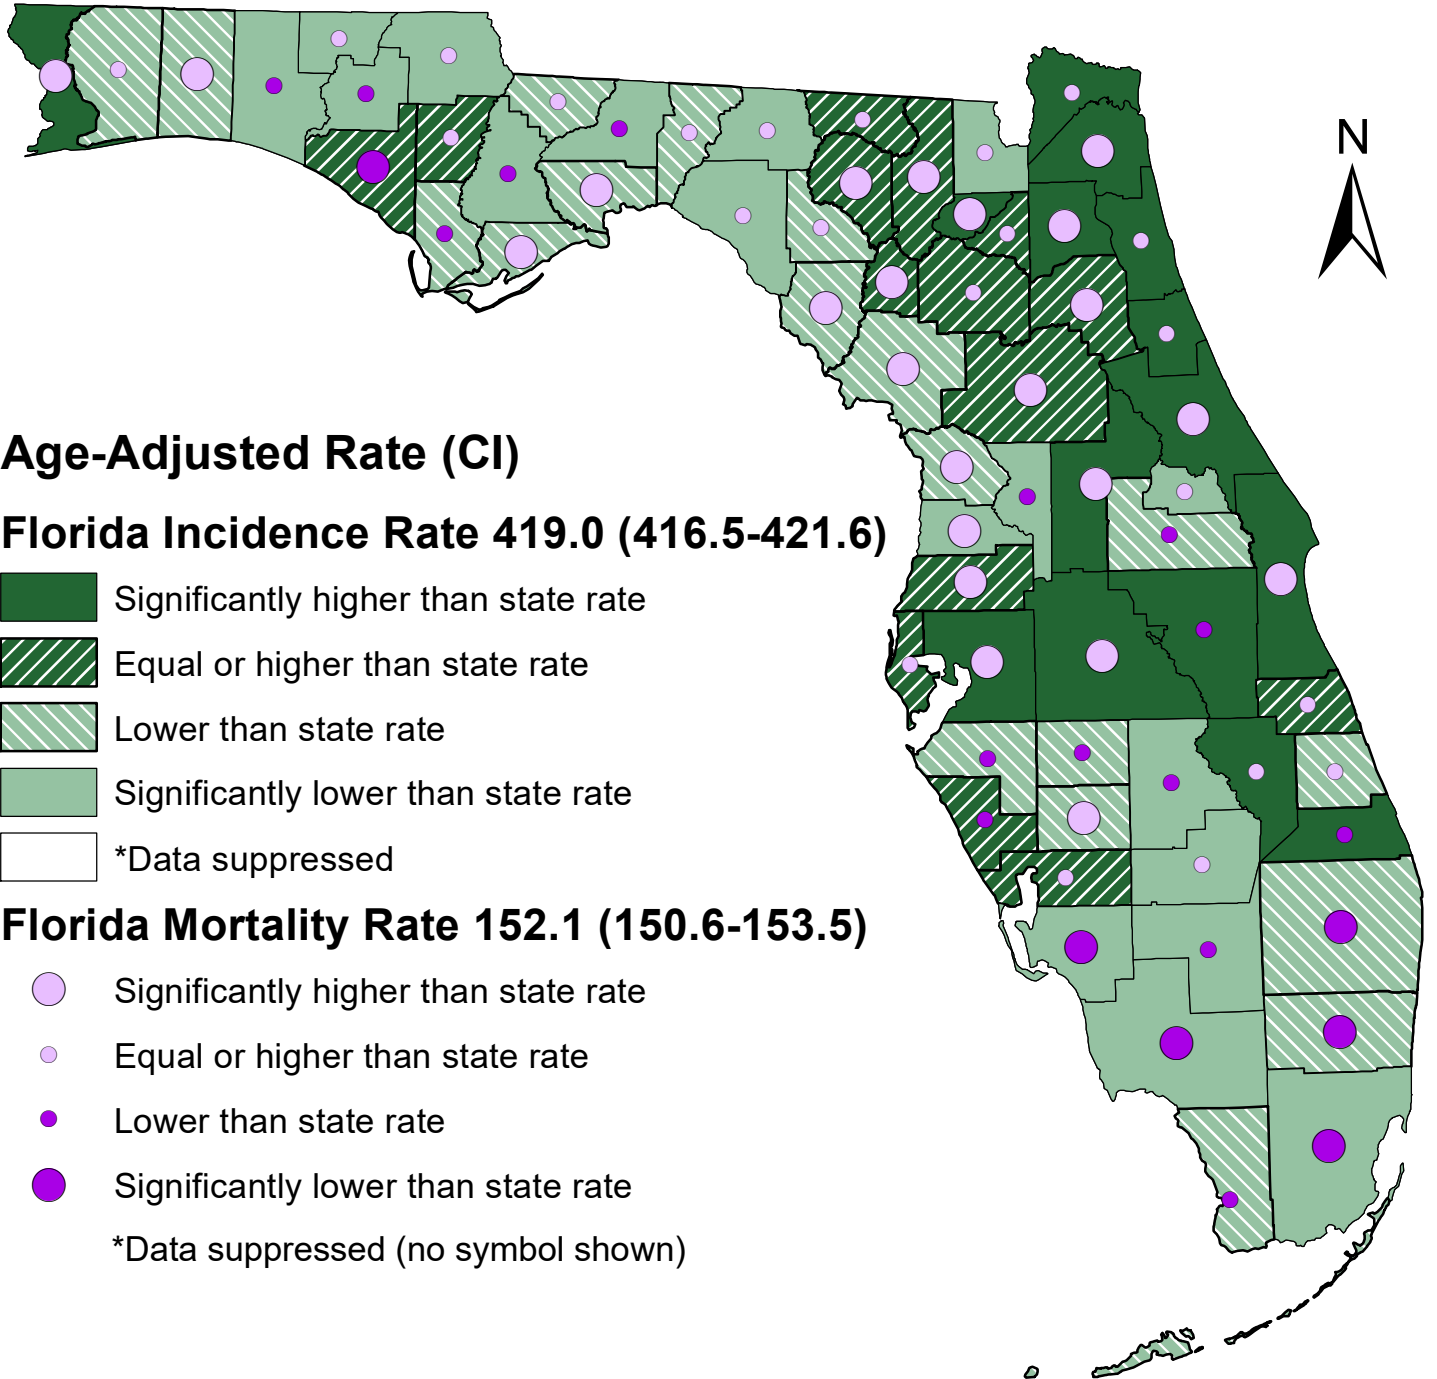 N
Age-Adjusted Rate (CI)
Florida Incidence Rate 419.0 (416.5-421.6)
Significantly higher than state rate
Equal or higher than state rate
Lower than state rate
Significantly lower than state rate
*Data suppressed
Florida Mortality Rate 152.1 (150.6-153.5)
Significantly higher than state rate
Equal or higher than state rate
Lower than state rate
Significantly lower than state rate
*Data suppressed (no symbol shown)